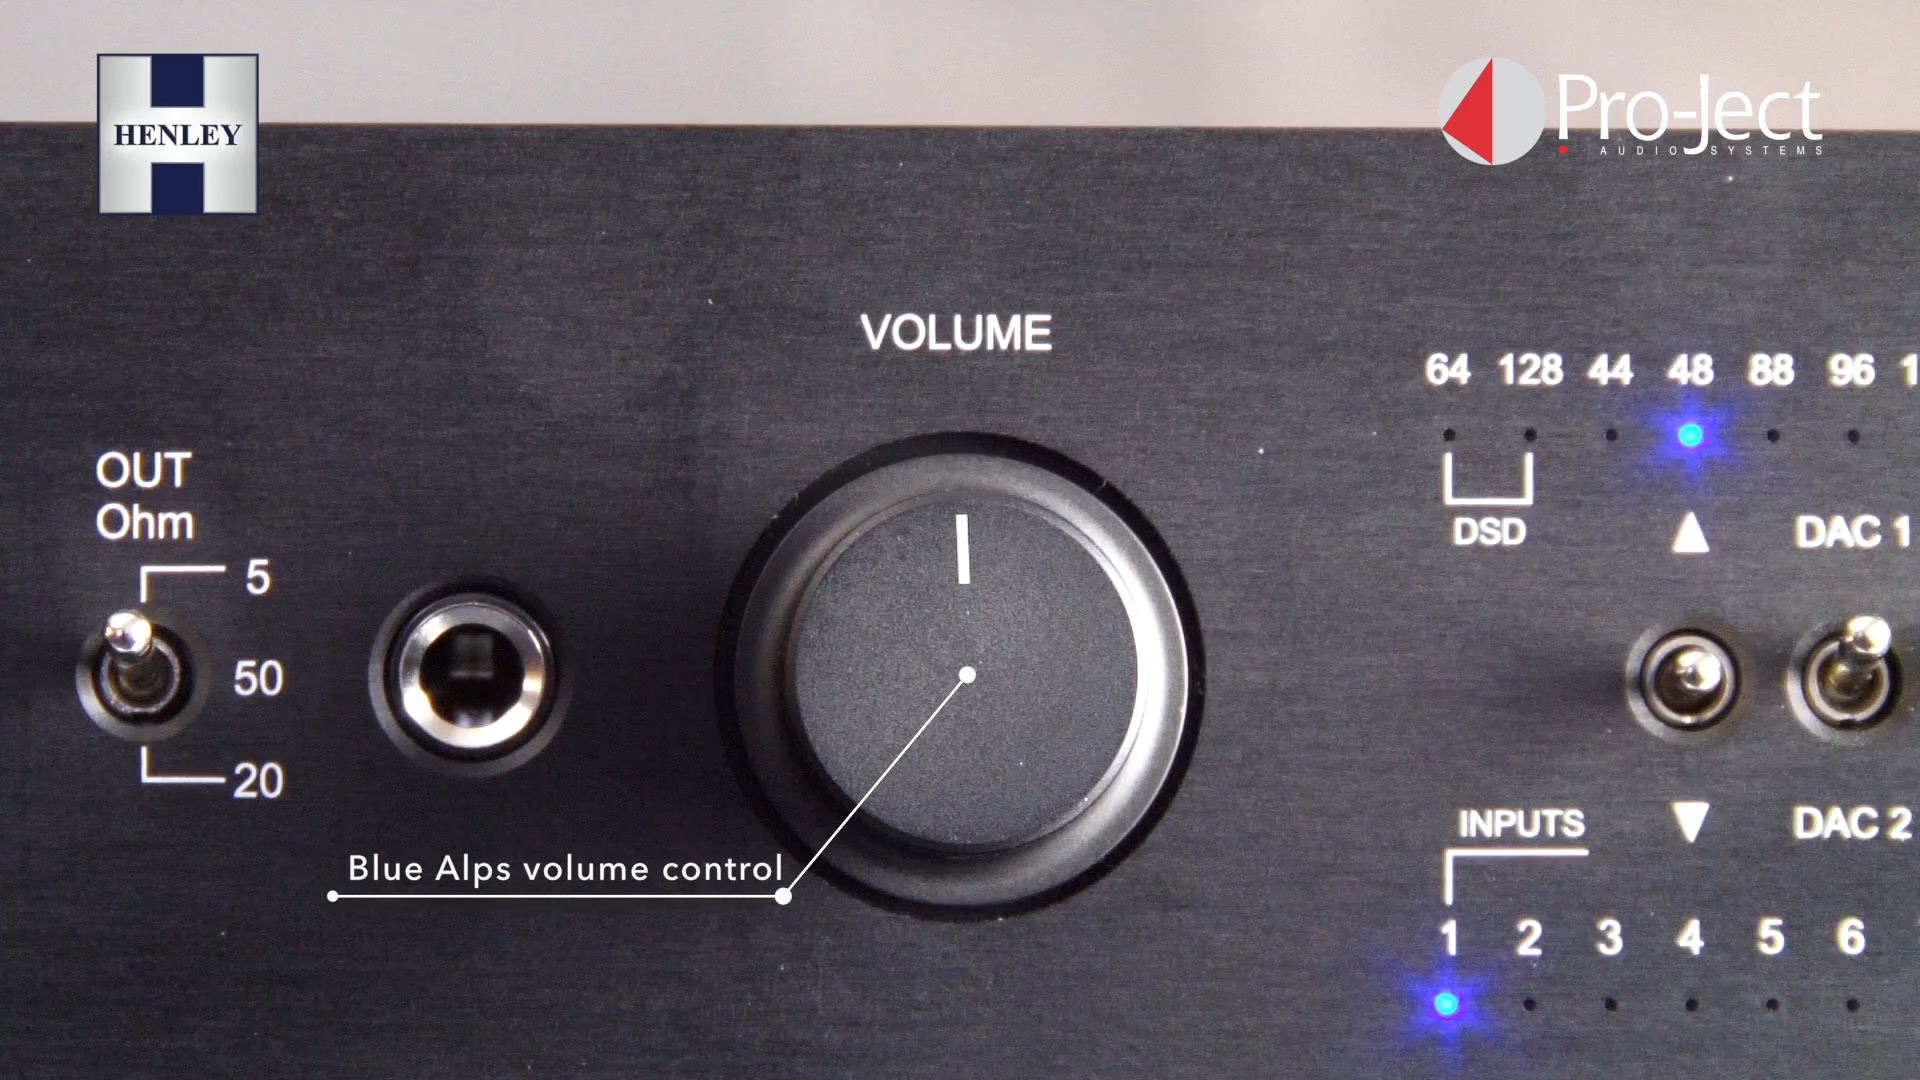 HENLEY
Pro-Ject
AUDIO SYSTEMS
VOLUME
64 128 44 48 88 96
DSD
DAC 1
OUT
Ohm
5
50
20
INPUTS
DAC 2
Blue Alps volume control
1 2 3 4 5 6